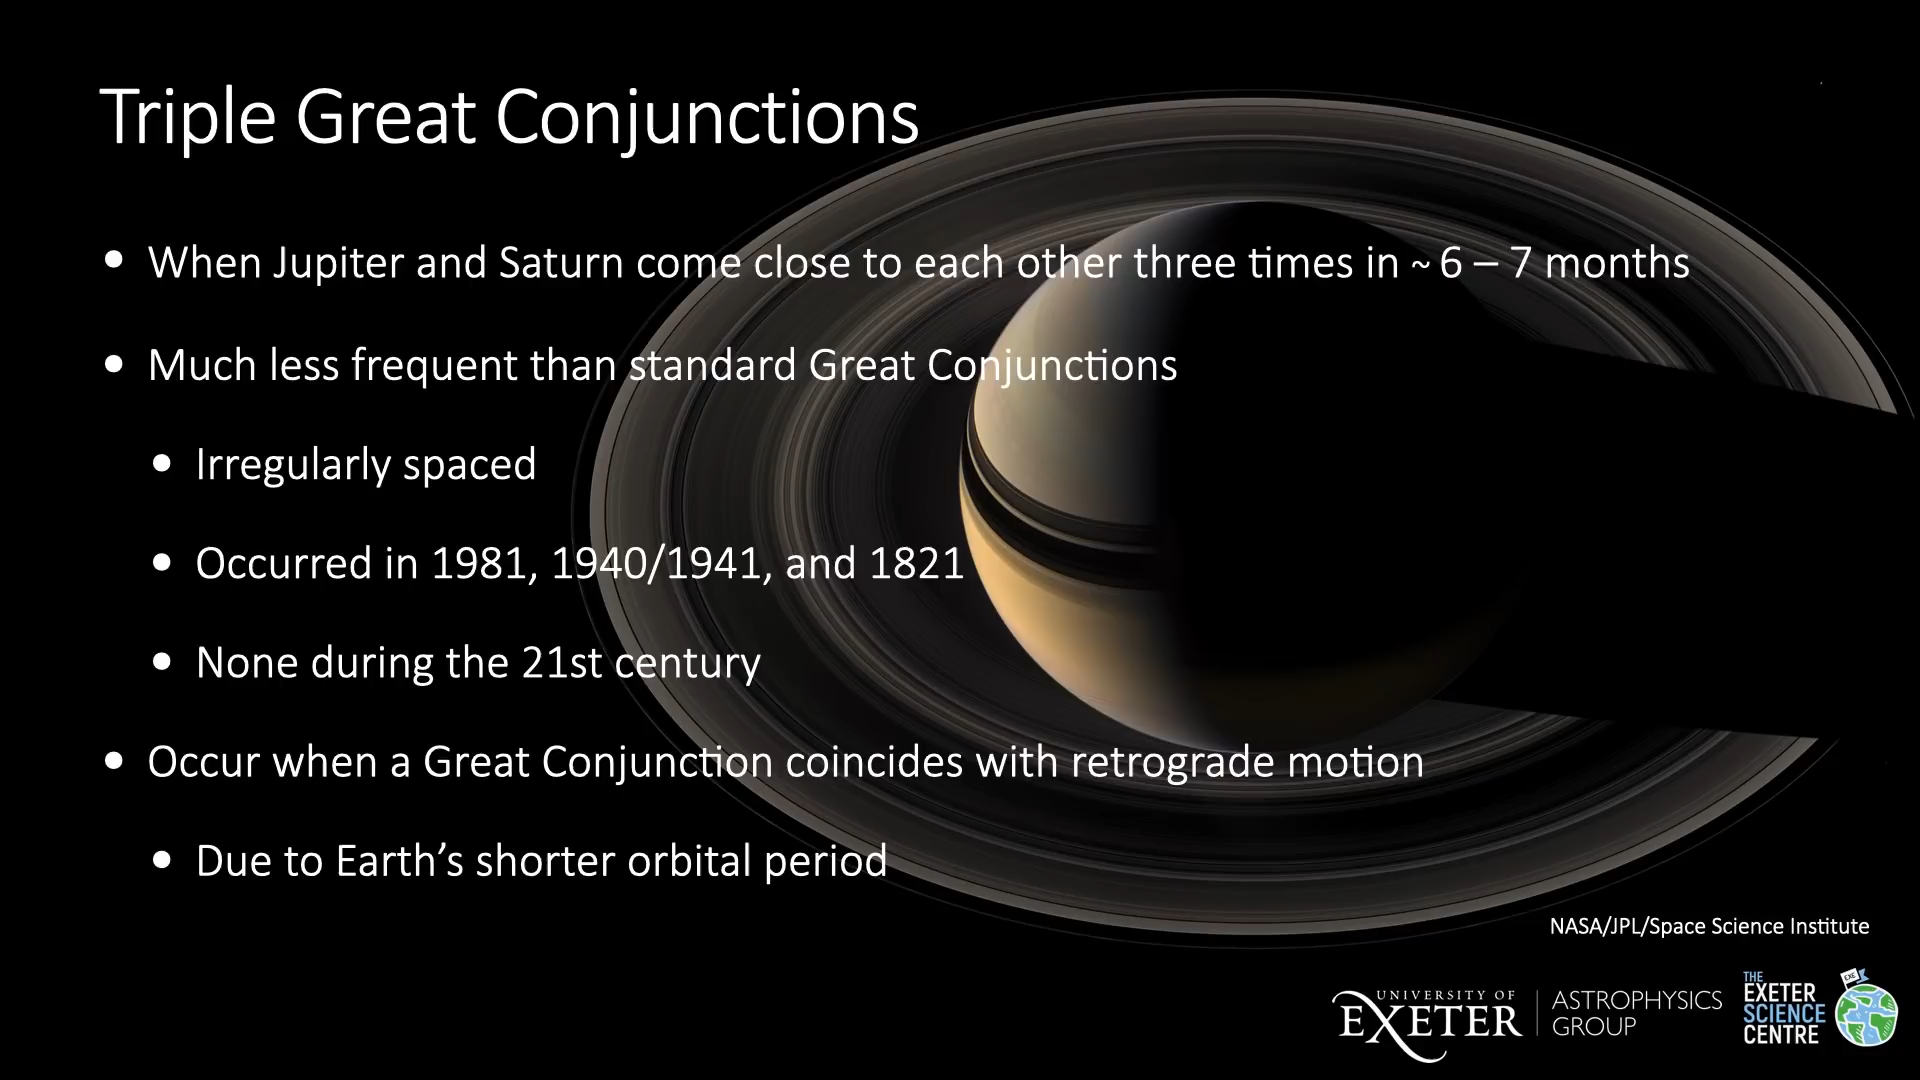 Triple Great Conjunctions
• When Jupiter and Saturn come close to each other three times in ~ 6 – 7 months
• Much less frequent than standard Great Conjunctions
• Irregularly spaced
• Occurred in 1981, 1940/1941, and 1821
• None during the 21st century
• Occur when a Great Conjunction coincides with retrograde motion
• Due to Earth’s shorter orbital period
NASA/JPL/Space Science Institute
UNIVERSITY OF
EXETER
ASTROPHYSICS
GROUP
THE
EXETER
SCIENCE
CENTRE
EXE